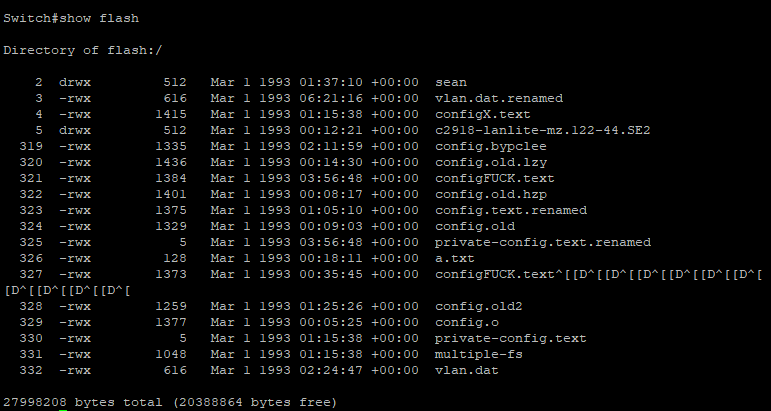 Switch#show flash
Directory of flash:/
2 drwx 512 Mar 1 1993 01:37:10 +00:00 sean
3 -rwx 616 Mar 1 1993 06:21:16 +00:00 vlan.dat.renamed
4 -rwx 1415 Mar 1 1993 01:15:38 +00:00 configX.text
5 drwx 512 Mar 1 1993 00:12:21 +00:00 c2918-lanlite-mz.122-44.SE2
319 -rwx 1335 Mar 1 1993 02:11:59 +00:00 config.bypclee
320 -rwx 1436 Mar 1 1993 00:14:30 +00:00 config.old.lzy
321 -rwx 1384 Mar 1 1993 03:56:48 +00:00 configFUCK.text
322 -rwx 1401 Mar 1 1993 00:08:17 +00:00 config.old.hzp
323 -rwx 1375 Mar 1 1993 01:05:10 +00:00 config.text.renamed
324 -rwx 1329 Mar 1 1993 00:09:03 +00:00 config.old
325 -rwx 5 Mar 1 1993 03:56:48 +00:00 private-config.text.renamed
326 -rwx 128 Mar 1 1993 00:18:11 +00:00 a.txt
327 -rwx 1373 Mar 1 1993 00:35:45 +00:00 configFUCK.text^[[D^[[D^[[D^[[D^[[D^[[D^[
[D^[[D^[[D^[[D^[
328 -rwx 1259 Mar 1 1993 01:25:26 +00:00 config.old2
329 -rwx 1377 Mar 1 1993 00:05:25 +00:00 config.o
330 -rwx 5 Mar 1 1993 01:15:38 +00:00 private-config.text
331 -rwx 1048 Mar 1 1993 01:15:38 +00:00 multiple-fs
332 -rwx 616 Mar 1 1993 02:24:47 +00:00 vlan.dat
27998208 bytes total (20388864 bytes free)